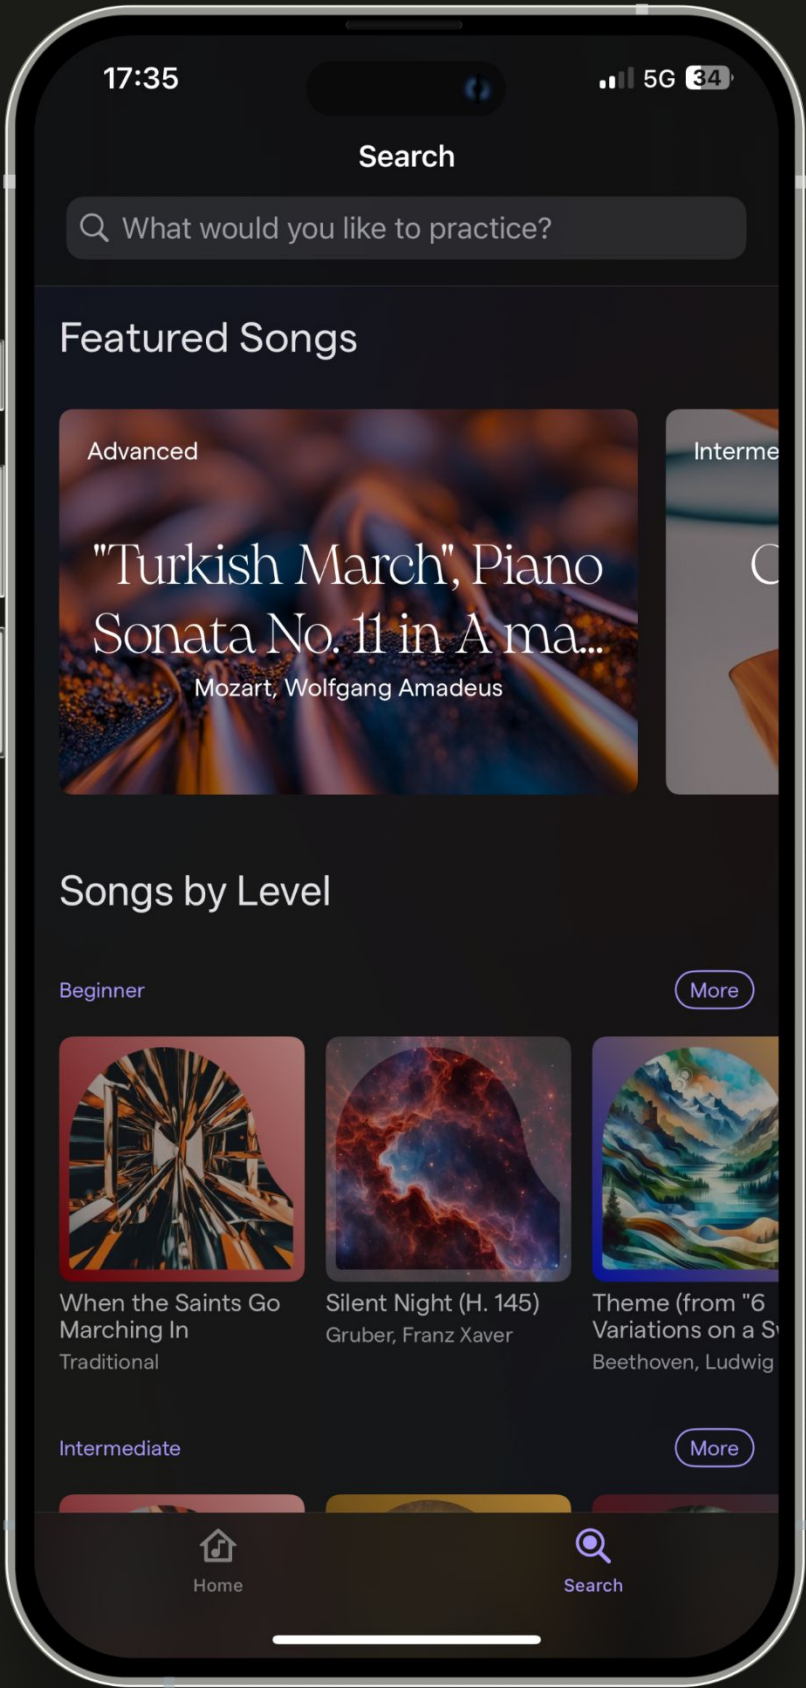 17:35
5G 34
Search
What would you like to practice?
Featured Songs
Advanced
"Turkish March", Piano
Sonata No. 11 in A ma...
Mozart, Wolfgang Amadeus
Interme
C
Songs by Level
Beginner
More
When the Saints Go
Marching In
Traditional
Silent Night (H. 145)
Gruber, Franz Xaver
Theme (from "6
Variations on a S
Beethoven, Ludwig
Intermediate
More
Home
Search